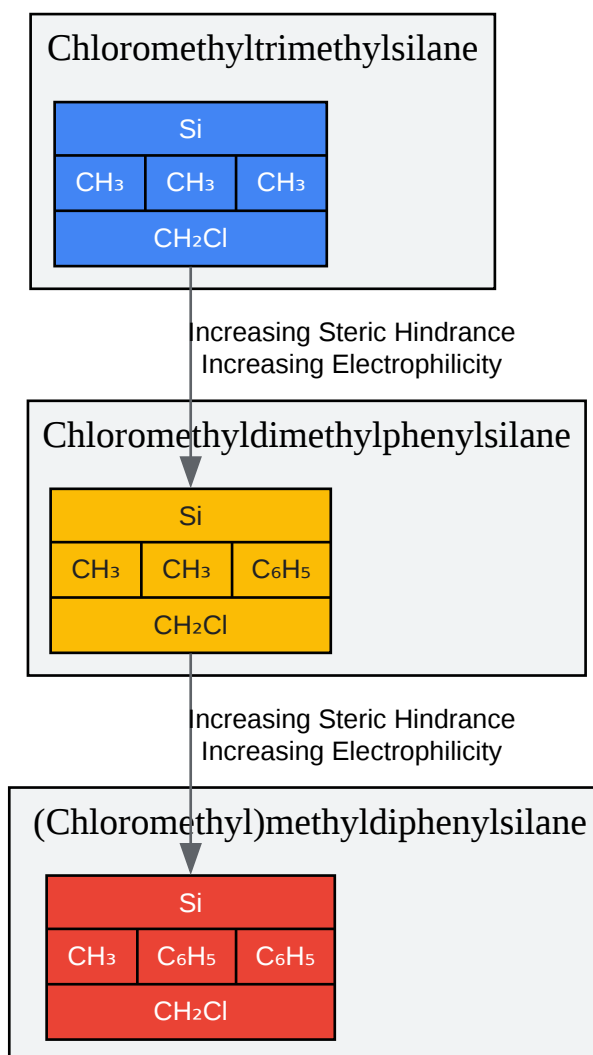 Chloromethyltrimethylsilane
Si
CH₃ CH₃ CH₃
CH₂Cl
Increasing Steric Hindrance
Increasing Electrophilicity
Chloromethyldimethylphenylsilane
Si
CH₃ CH₃ C₆H₅
CH₂Cl
Increasing Steric Hindrance
Increasing Electrophilicity
(Chloromethyl)methyldiphenylsilane
Si
CH₃ C₆H₅ C₆H₅
CH₂Cl